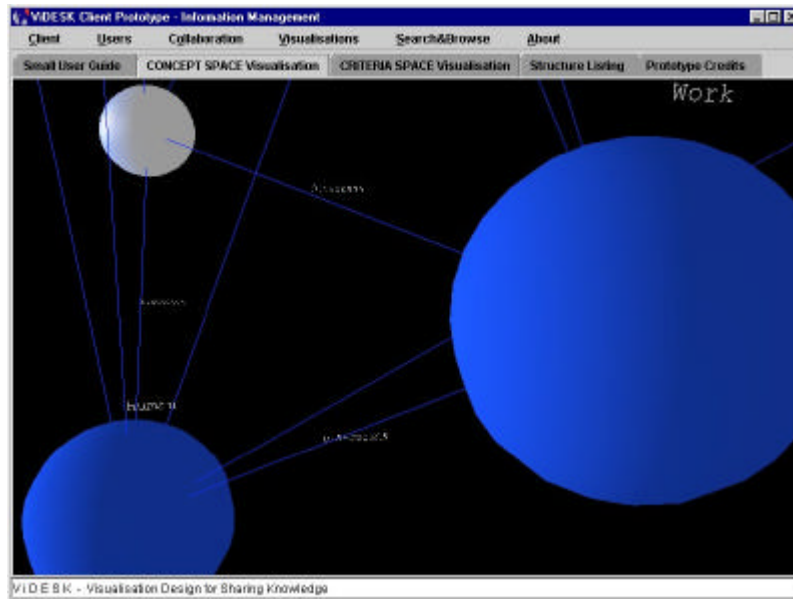 ViDESK Client Prototype - Information Management
Client Users Collaboration Visualisations Search&Browse About
Small User Guide CONCEPT SPACE Visualisation CRITERIA SPACE Visualisation Structure Listing Prototype Credits
Work
Human
ViDESK - Visualisation Design for Sharing Knowledge